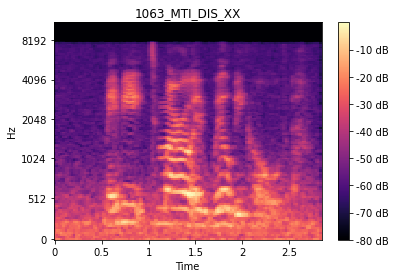 1063_MTI_DIS_XX
8192
4096
2048
1024
512
0
Hz
0
0.5
1
1.5
2
2.5
Time
-10 dB
-20 dB
-30 dB
-40 dB
-50 dB
-60 dB
-70 dB
-80 dB